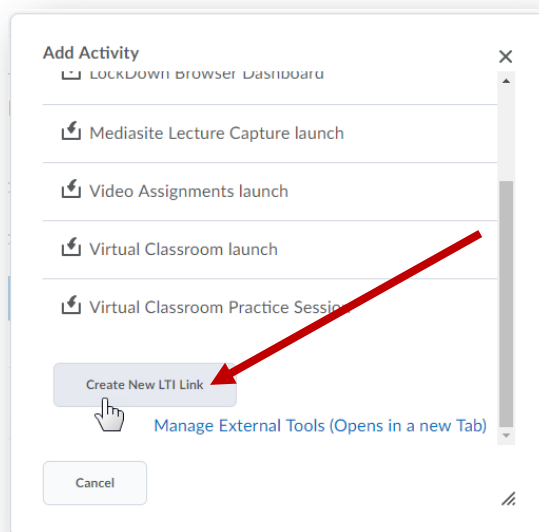 Add Activity
LockDown Browser Dashboard
Mediasite Lecture Capture launch
Video Assignments launch
Virtual Classroom launch
Virtual Classroom Practice Session
Create New LTI Link
Manage External Tools (Opens in a new Tab)
Cancel